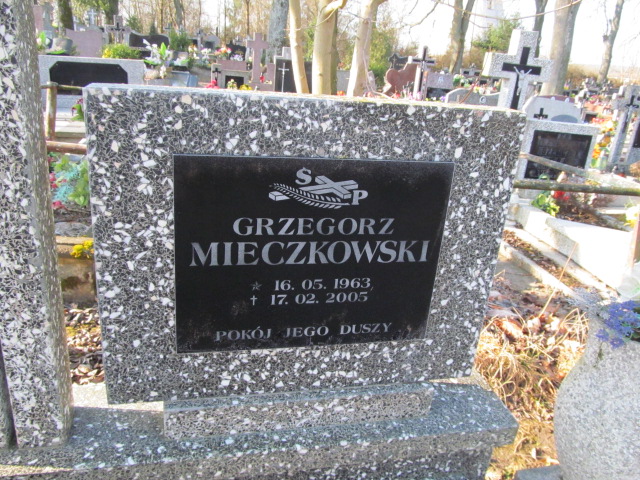 Ś P
GRZEGORZ
MIECZKOWSKI
☆ 16. 05. 1963
† 17. 02. 2005
POKÓJ JEGO DUSZY